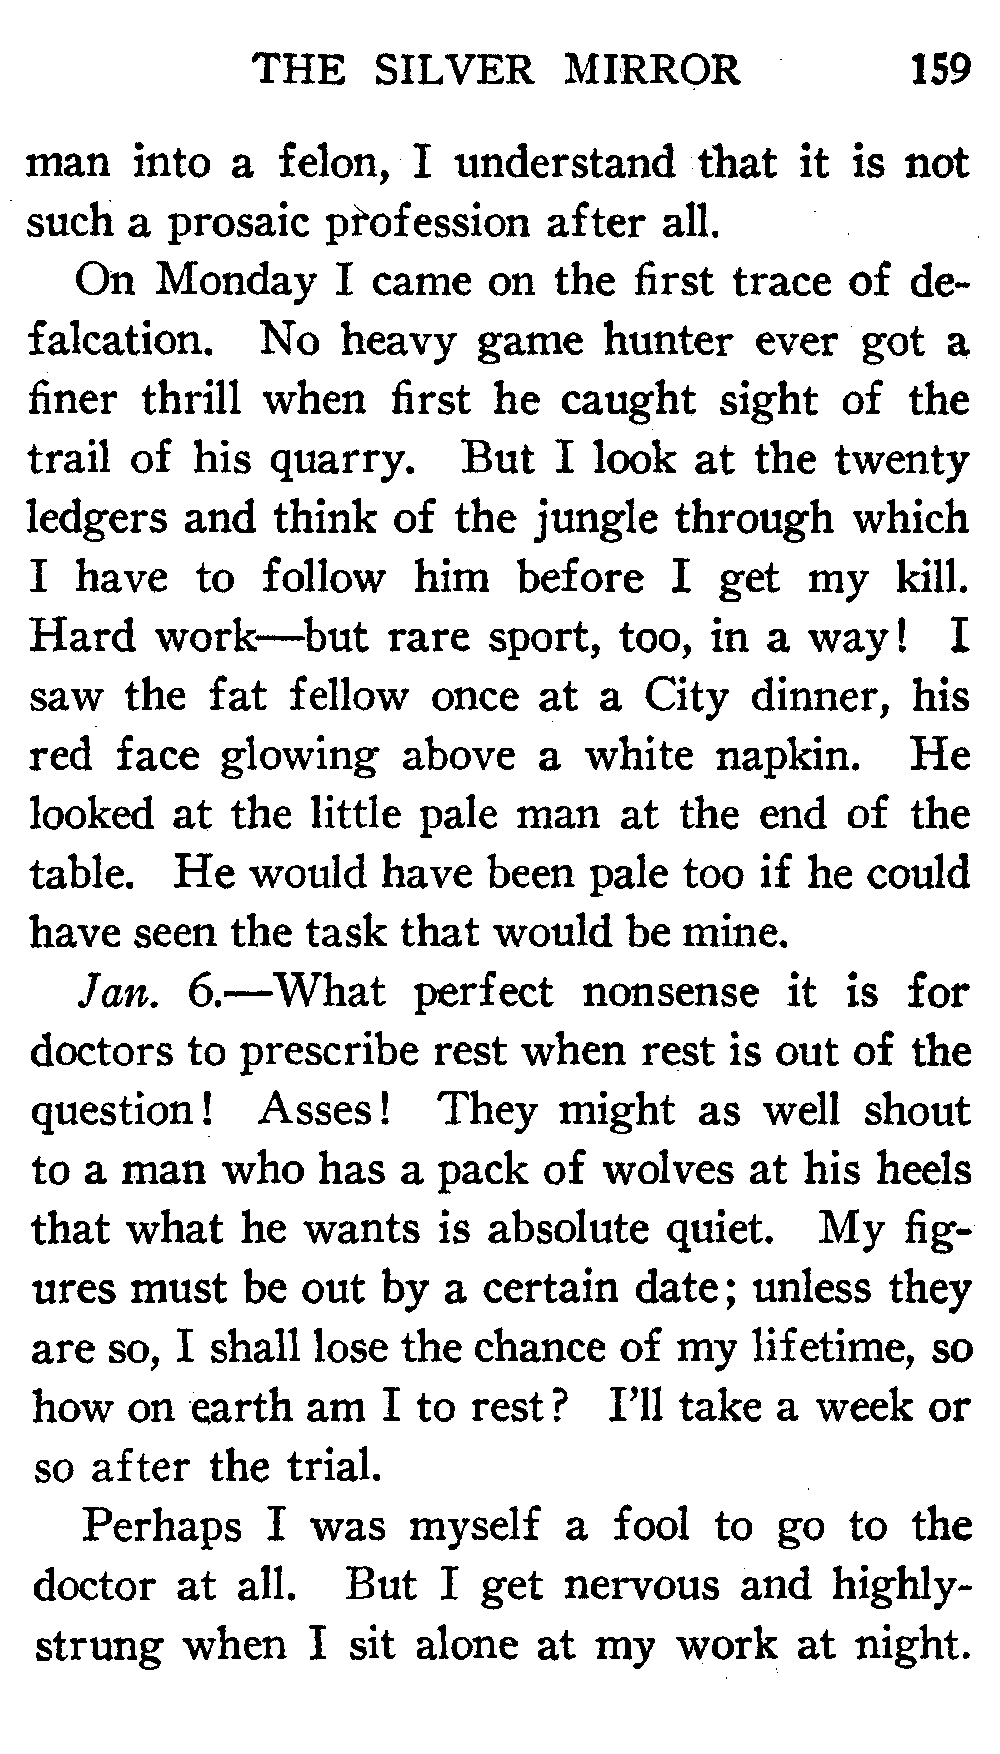 THE SILVER MIRROR 159
man into a felon, I understand that it is not
such a prosaic profession after all.
On Monday I came on the first trace of de-
falcation. No heavy game hunter ever got a
finer thrill when first he caught sight of the
trail of his quarry. But I look at the twenty
ledgers and think of the jungle through which
I have to follow him before I get my kill.
Hard work—but rare sport, too, in a way! I
saw the fat fellow once at a City dinner, his
red face glowing above a white napkin. He
looked at the little pale man at the end of the
table. He would have been pale too if he could
have seen the task that would be mine.
Jan. 6.—What perfect nonsense it is for
doctors to prescribe rest when rest is out of the
question! Asses! They might as well shout
to a man who has a pack of wolves at his heels
that what he wants is absolute quiet. My fig-
ures must be out by a certain date; unless they
are so, I shall lose the chance of my lifetime, so
how on earth am I to rest? I'll take a week or
so after the trial.
Perhaps I was myself a fool to go to the
doctor at all. But I get nervous and highly-
strung when I sit alone at my work at night.